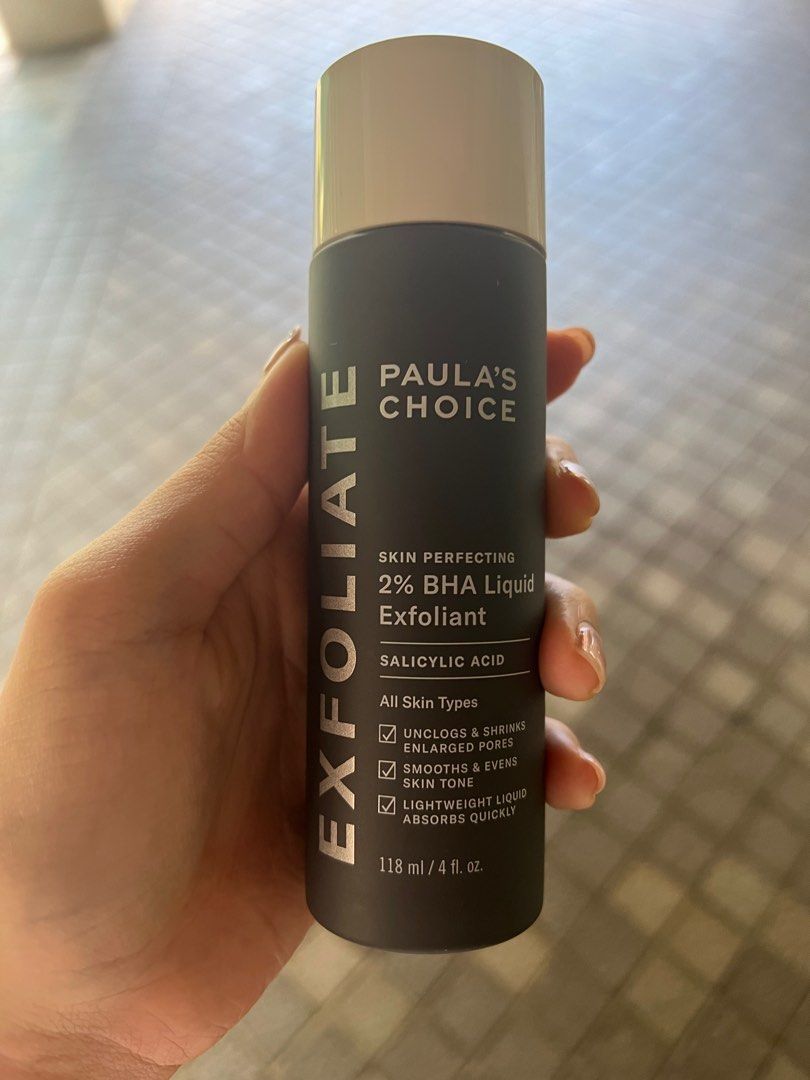 EXFOLIATE
PAULA'S
CHOICE
SKIN PERFECTING
2% BHA Liquid
Exfoliant
SALICYLIC ACID
All Skin Types
UNCLOGS & SHRINKS
ENLARGED PORES
SMOOTHS & EVENS
SKIN TONE
LIGHTWEIGHT LIQUID
ABSORBS QUICKLY
118 ml / 4 fl. oz.